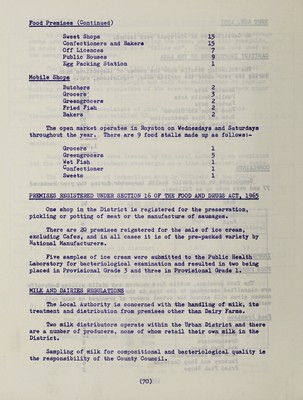 Food Premises (Continued)
Sweet Shops 15
Confectioners and Bakers 15
Off Licences 7
Public Houses 9
Egg Packing Station 1
Mobile Shops
Butchers 2
Grocers 3
Greengrocers 2
Fried Fish 2
Bakers 2
The open market operates in Royston on Wednesdays and Saturdays
throughout the year. There are 9 food stalls made up as follows:-
Grocers 1
Greengrocers 5
Wet Fish 1
Confectioner 1
Sweets 1
PREMISES REGISTERED UNDER SECTION 16 OF THE FOOD AND DRUGS ACT, 1965
One shop in the District is registered for the preservation,
pickling or potting of meat or the manufacture of sausages.
There are 20 premises reigstered for the sale of ice cream,
excluding Cafes, and in all cases it is of the pre-packed variety by
National Manufacturers.
Five samples of ice cream were submitted to the Public Health
Laboratory for bacteriological examination and resulted in two being
placed in Provisional Grade 3 and three in Provisional Grade 1.
MILK AND DAIRIES REGULATIONS
The Local Authority is concerned with the handling of milk, its
treatment and distribution from premises other than Dairy Farms.
Two milk distributors operate within the Urban District and there
are a number of producers, none of whom retail their own milk in the
District.
Sampling of milk for compositional and bacteriological quality is
the responsibility of the County Council.
(70)